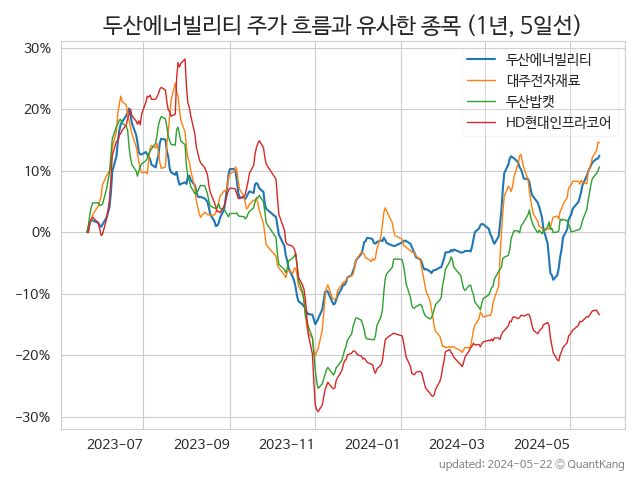 두산에너빌리티 주가 흐름과 유사한 종목 (1년, 5일선)
30%
20%
10%
0%
−10%
−20%
−30%
두산에너빌리티
대주전자재료
두산밥캣
HD현대인프라코어
2023-07
2023-09
2023-11
2024-01
2024-03
2024-05
updated: 2024-05-22 © QuantKang